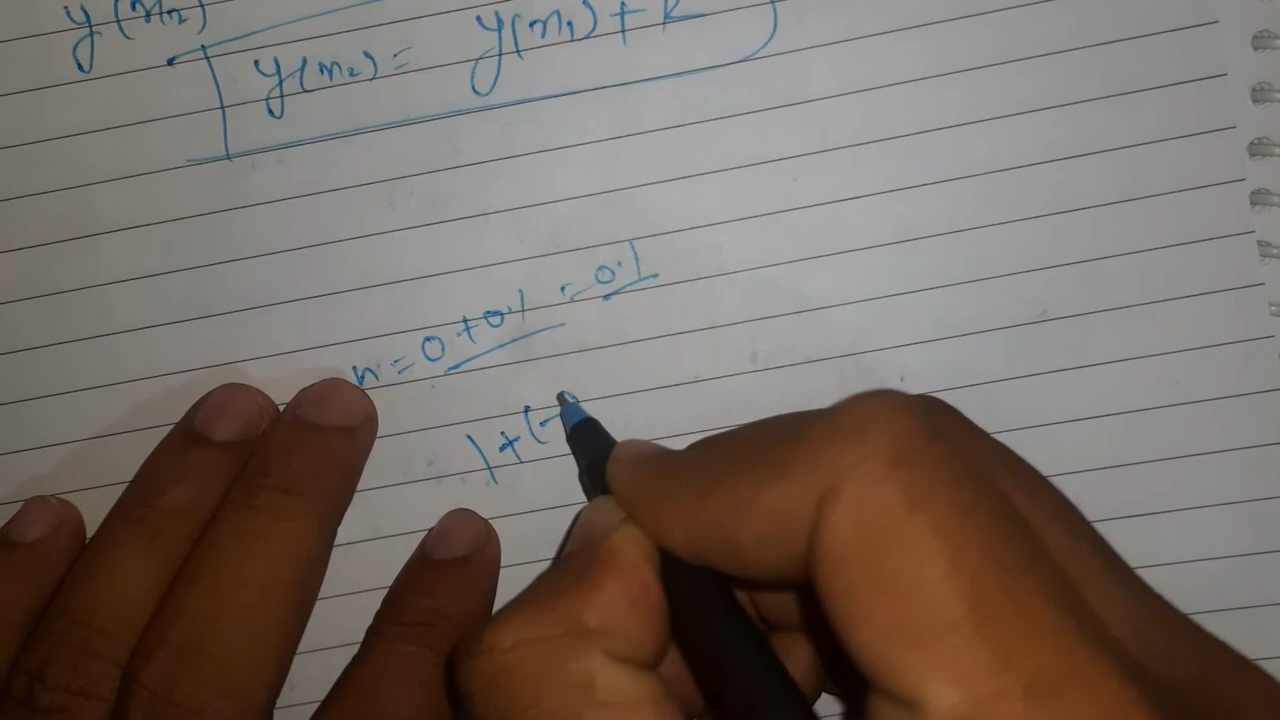 y(x₂)
y(x₂) = y(x₁) + k
x = 0 + 0.1 = 0.1
1 + (-